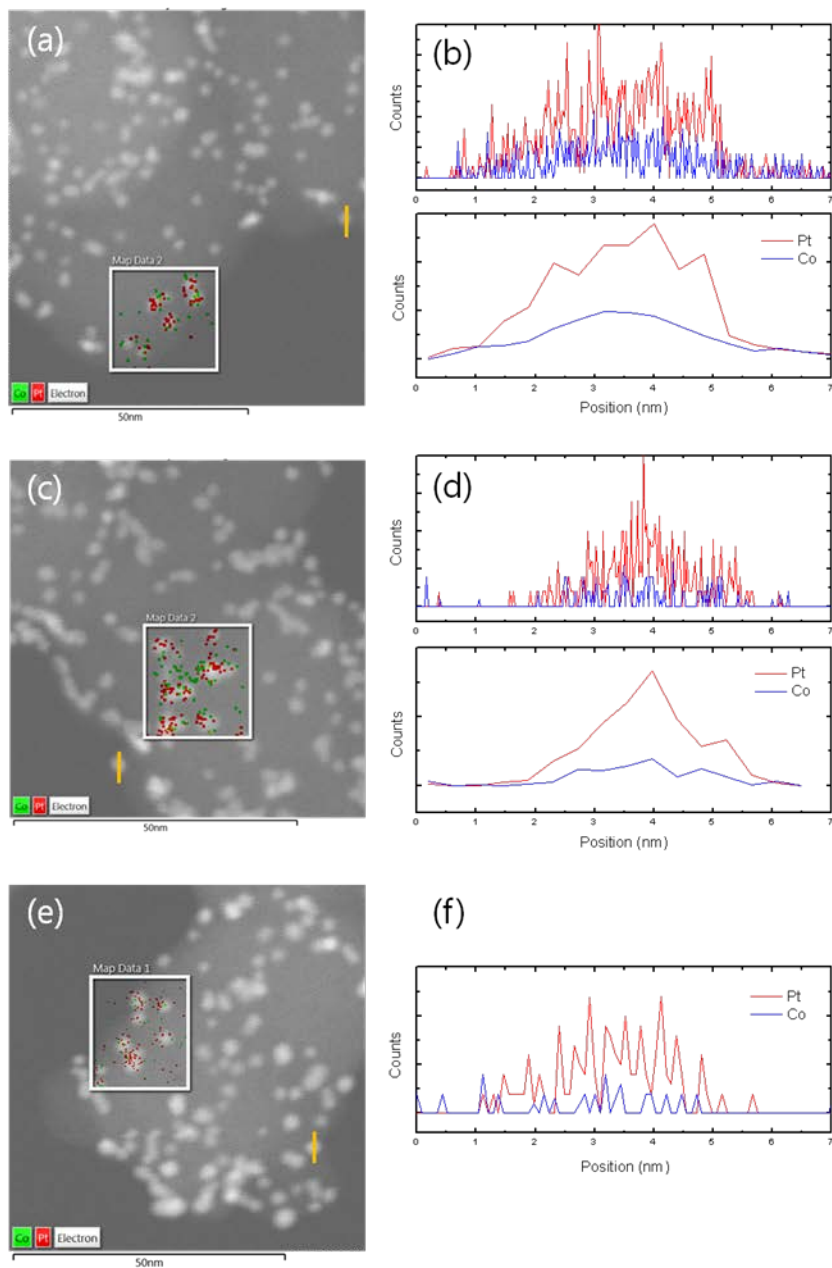 (a)
Map Data 2
Co Pt Electron
50nm
(b)
Counts
0 1 2 3 4 5 6 7
Counts
Pt
Co
0 1 2 3 4 5 6 7
Position (nm)
(c)
Map Data 2
Co Pt Electron
50nm
(d)
Counts
0 1 2 3 4 5 6 7
Counts
Pt
Co
0 1 2 3 4 5 6 7
Position (nm)
(e)
Map Data 1
Co Pt Electron
50nm
(f)
Counts
Pt
Co
0 1 2 3 4 5 6 7
Position (nm)